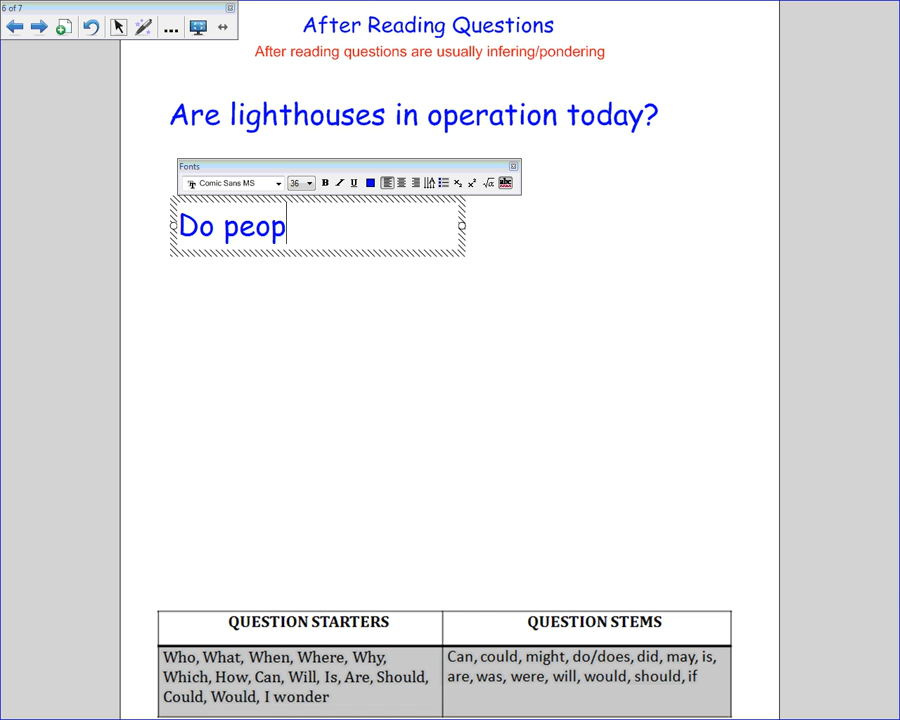 6 of 7
After Reading Questions
After reading questions are usually infering/pondering
Are lighthouses in operation today?
Fonts
Comic Sans MS 36 B I U
Do peop
QUESTION STARTERS
QUESTION STEMS
Who, What, When, Where, Why,
Which, How, Can, Will, Is, Are, Should,
Could, Would, I wonder
Can, could, might, do/does, did, may, is,
are, was, were, will, would, should, if